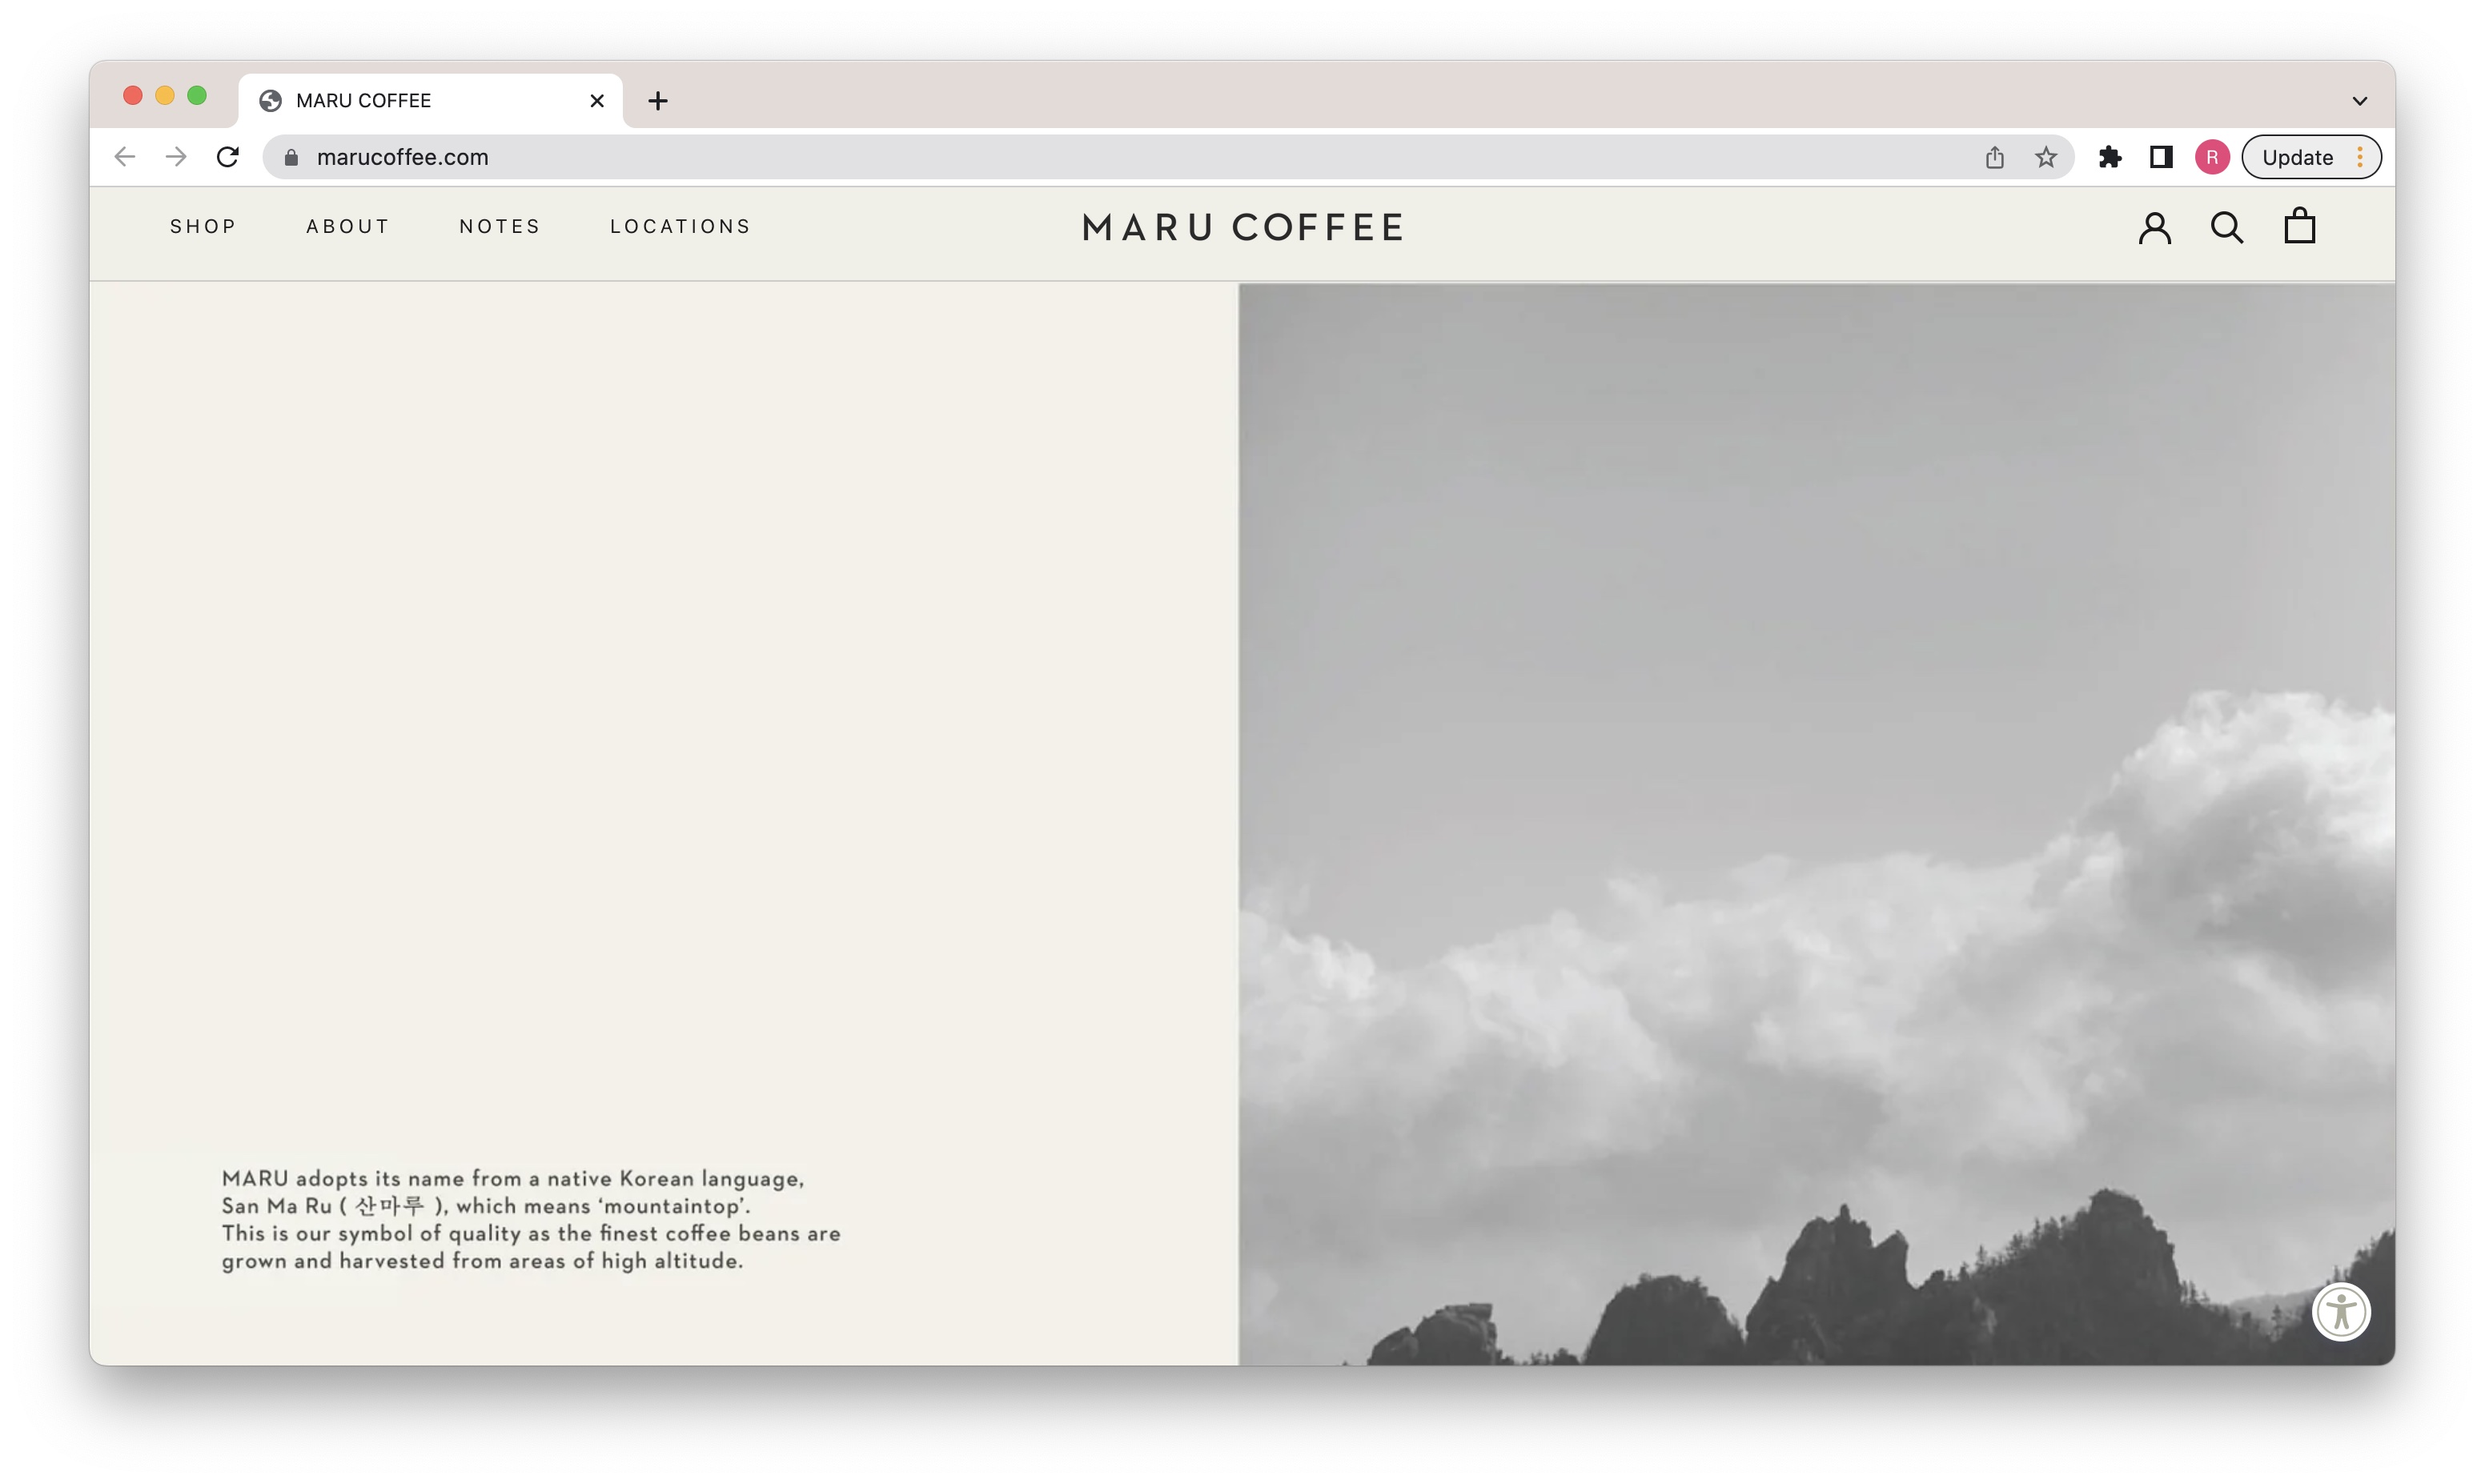 MARU COFFEE
marucoffee.com
R
Update
SHOP ABOUT NOTES LOCATIONS
MARU COFFEE
MARU adopts its name from a native Korean language,
San Ma Ru ( 산마루 ), which means ‘mountaintop’.
This is our symbol of quality as the finest coffee beans are
grown and harvested from areas of high altitude.